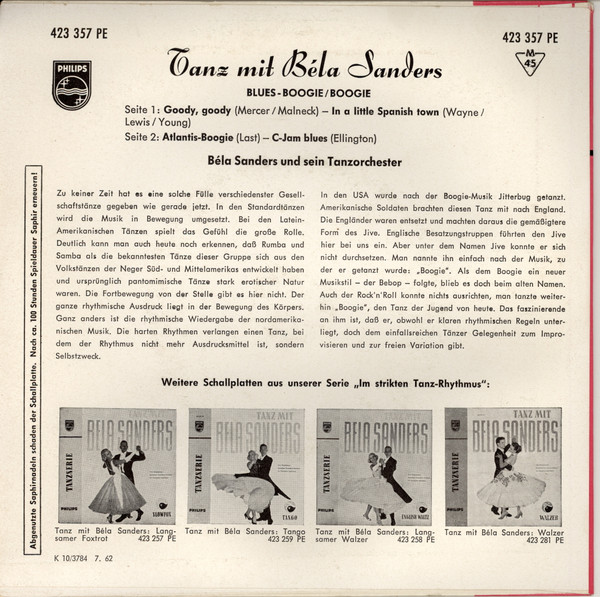 423 357 PE
423 357 PE
PHILIPS
M
45
Tanz mit Béla Sanders
BLUES-BOOGIE/BOOGIE
Seite 1: Goody, goody (Mercer/Malneck) – In a little Spanish town (Wayne/
Lewis/Young)
Seite 2: Atlantis-Boogie (Last) – C-Jam blues (Ellington)
Béla Sanders und sein Tanzorchester
Zu keiner Zeit hat es eine solche Fülle verschiedenster Gesell-
schaftstänze gegeben wie gerade jetzt. In den Standardtänzen
wird die Musik in Bewegung umgesetzt. Bei den Latein-
Amerikanischen Tänzen spielt das Gefühl die große Rolle.
Deutlich kann man auch heute noch erkennen, daß Rumba und
Samba als die bekanntesten Tänze dieser Gruppe sich aus den
Volkstänzen der Neger Süd- und Mittelamerikas entwickelt haben
und ursprünglich pantomimische Tänze stark erotischer Natur
waren. Die Fortbewegung von der Stelle gibt es hier nicht. Der
ganze rhythmische Ausdruck liegt in der Bewegung des Körpers.
Ganz anders ist die rhythmische Wiedergabe der nordamerika-
nischen Musik. Die harten Rhythmen verlangen einen Tanz, bei
dem der Rhythmus nicht mehr Ausdrucksmittel ist, sondern
Selbstzweck.
In den USA wurde nach der Boogie-Musik Jitterbug getanzt.
Amerikanische Soldaten brachten diesen Tanz mit nach England.
Die Engländer waren entsetzt und machten daraus die gemäßigtere
Form des Jive. Englische Besatzungstruppen führten den Jive
hier bei uns ein. Aber unter dem Namen Jive konnte er sich
nicht durchsetzen. Man nannte ihn einfach nach der Musik, zu
der er getanzt wurde: „Boogie“. Als dem Boogie ein neuer
Musikstil – der Bebop – folgte, blieb es doch beim alten Namen.
Auch der Rock'n'Roll konnte nichts ausrichten, man tanzte weiter-
hin „Boogie“, den Tanz der Jugend von heute. Das faszinierende
an ihm ist, daß er, obwohl er klaren rhythmischen Regeln unter-
liegt, doch dem einfallsreichen Tänzer Gelegenheit zum Impro-
visieren und zur freien Variation gibt.
Abgenutzte Saphirnadeln schaden der Schallplatte. Nach ca. 100 Stunden Spieldauer Saphir erneuern!
Weitere Schallplatten aus unserer Serie „Im strikten Tanz-Rhythmus“:
TANZ MIT
BELA SANDERS
TANZSERIE
PHILIPS
SLOWFOX
TANZ MIT
BELA SANDERS
TANZSERIE
PHILIPS
TANGO
TANZ MIT
BELA SANDERS
TANZSERIE
PHILIPS
ENGLISH WALTZ
TANZ MIT
BELA SANDERS
TANZSERIE
PHILIPS
WALZER
Tanz mit Béla Sanders: Lang-
samer Foxtrot 423 257 PE
Tanz mit Béla Sanders: Tango
423 259 PE
Tanz mit Béla Sanders: Lang-
samer Walzer 423 258 PE
Tanz mit Béla Sanders: Walzer
423 281 PE
K 10/3784 7. 62